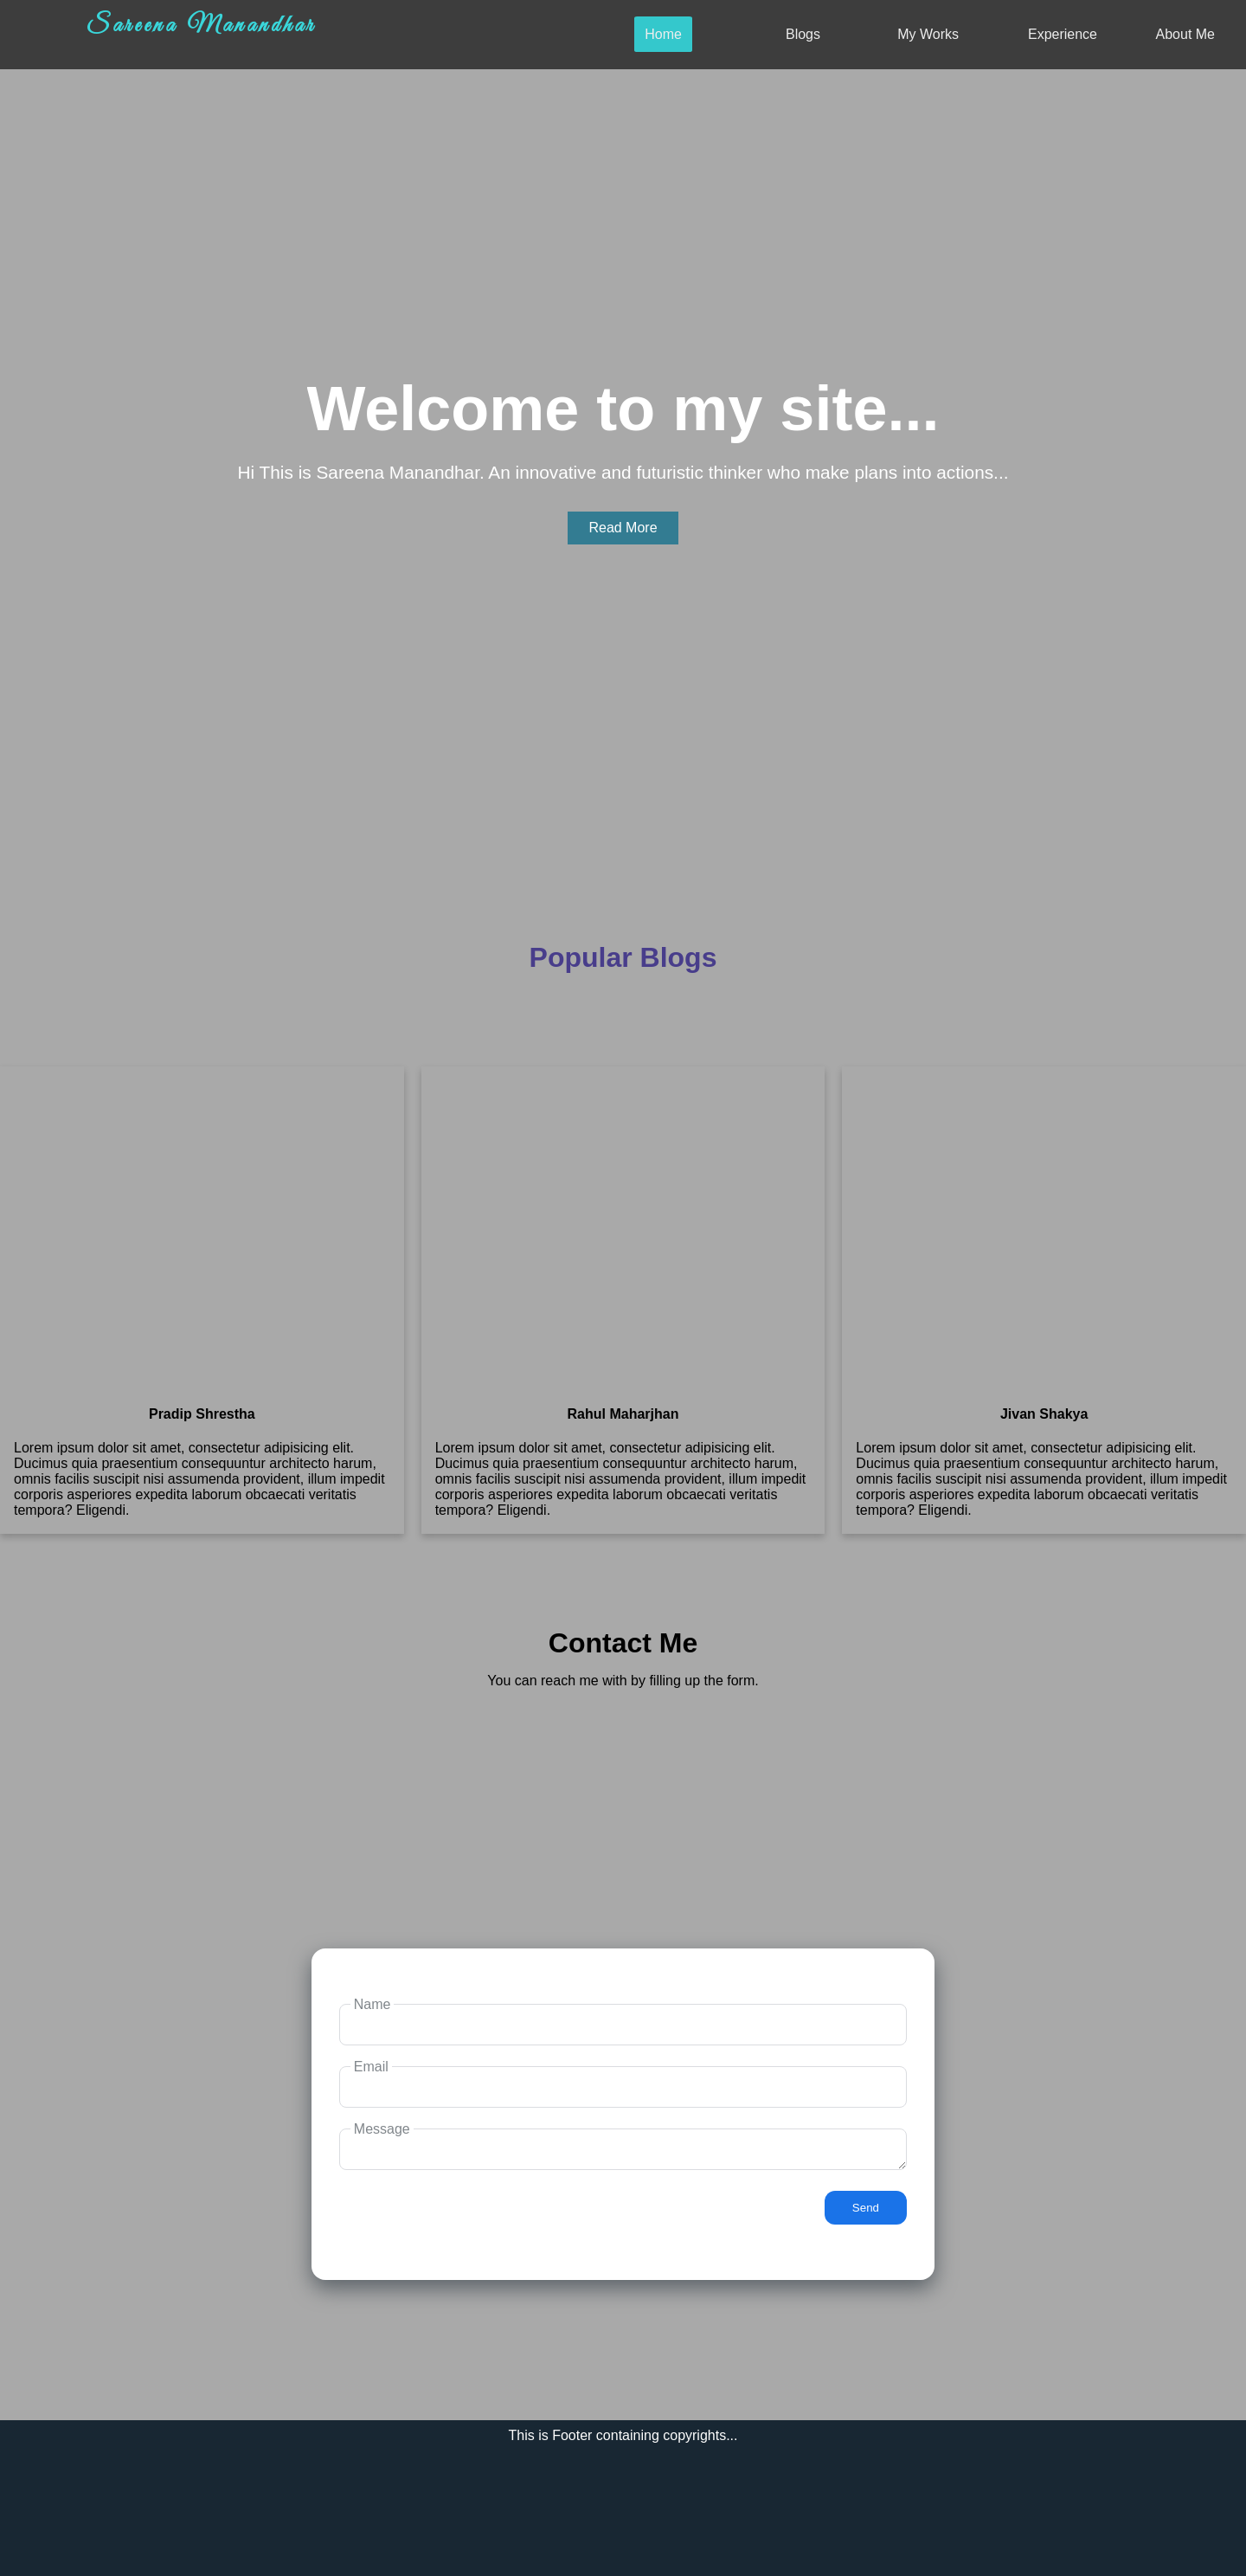 Sareena Manandhar
Home
Blogs
My Works
Experience
About Me
Welcome to my site...
Hi This is Sareena Manandhar. An innovative and futuristic thinker who make plans into actions...
Read More
Popular Blogs
Pradip Shrestha
Lorem ipsum dolor sit amet, consectetur adipisicing elit.
Ducimus quia praesentium consequuntur architecto harum,
omnis facilis suscipit nisi assumenda provident, illum impedit
corporis asperiores expedita laborum obcaecati veritatis
tempora? Eligendi.
Rahul Maharjhan
Lorem ipsum dolor sit amet, consectetur adipisicing elit.
Ducimus quia praesentium consequuntur architecto harum,
omnis facilis suscipit nisi assumenda provident, illum impedit
corporis asperiores expedita laborum obcaecati veritatis
tempora? Eligendi.
Jivan Shakya
Lorem ipsum dolor sit amet, consectetur adipisicing elit.
Ducimus quia praesentium consequuntur architecto harum,
omnis facilis suscipit nisi assumenda provident, illum impedit
corporis asperiores expedita laborum obcaecati veritatis
tempora? Eligendi.
Contact Me
You can reach me with by filling up the form.
Name
Email
Message
Send
This is Footer containing copyrights...